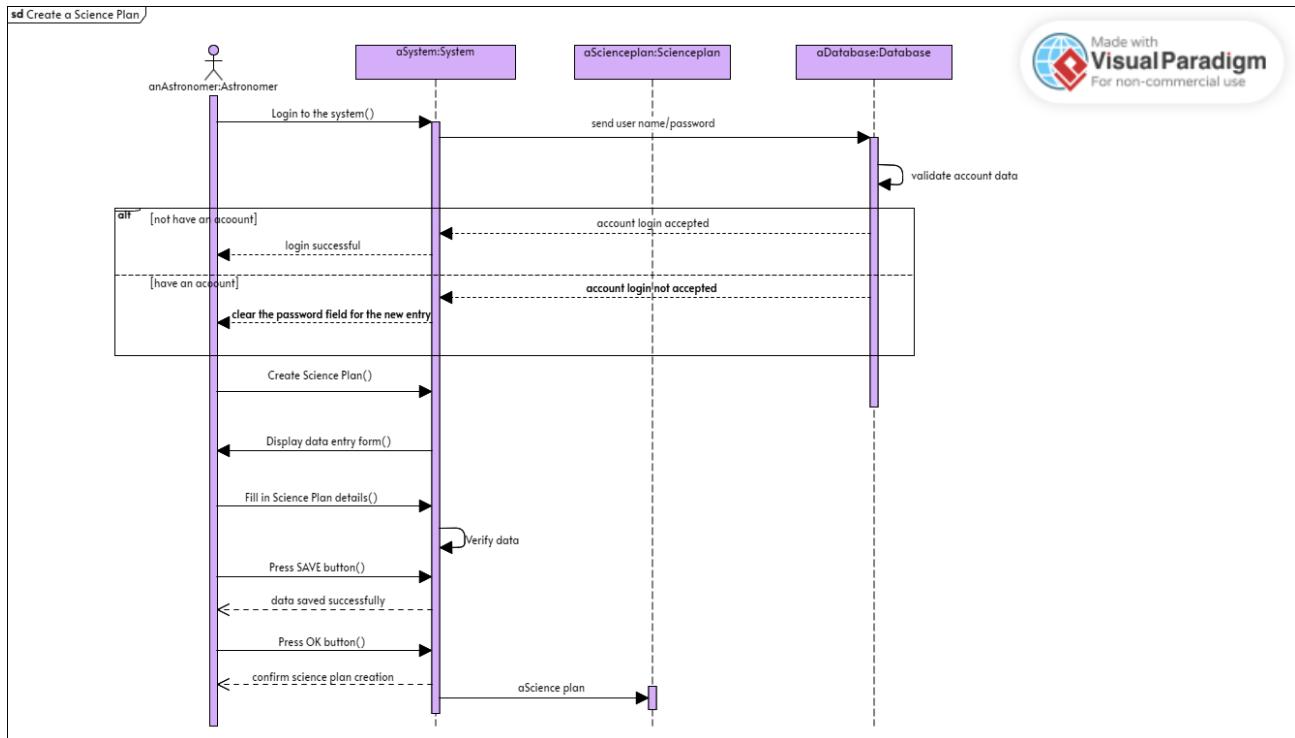 sd Create a Science Plan
aSystem:System
aScienceplan:Scienceplan
aDatabase:Database
Made with
Visual Paradigm
For non-commercial use
anAstronomer:Astronomer
Login to the system()
send user name/password
validate account data
alt
[not have an acoount]
account login accepted
login successful
[have an acount]
account login not accepted
clear the password field for the new entry
Create Science Plan()
Display data entry form()
Fill in Science Plan details()
Verify data
Press SAVE button()
data saved successfully
Press OK button()
confirm science plan creation
aScience plan